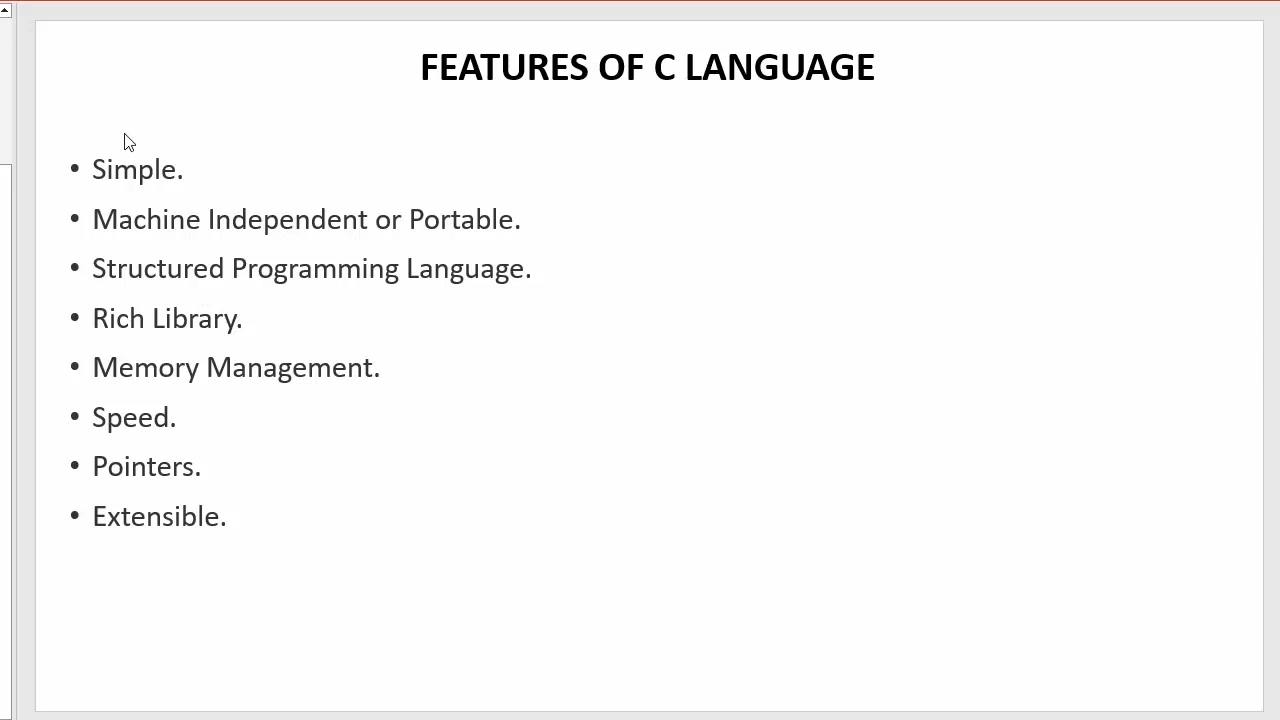 FEATURES OF C LANGUAGE
• Simple.
• Machine Independent or Portable.
• Structured Programming Language.
• Rich Library.
• Memory Management.
• Speed.
• Pointers.
• Extensible.